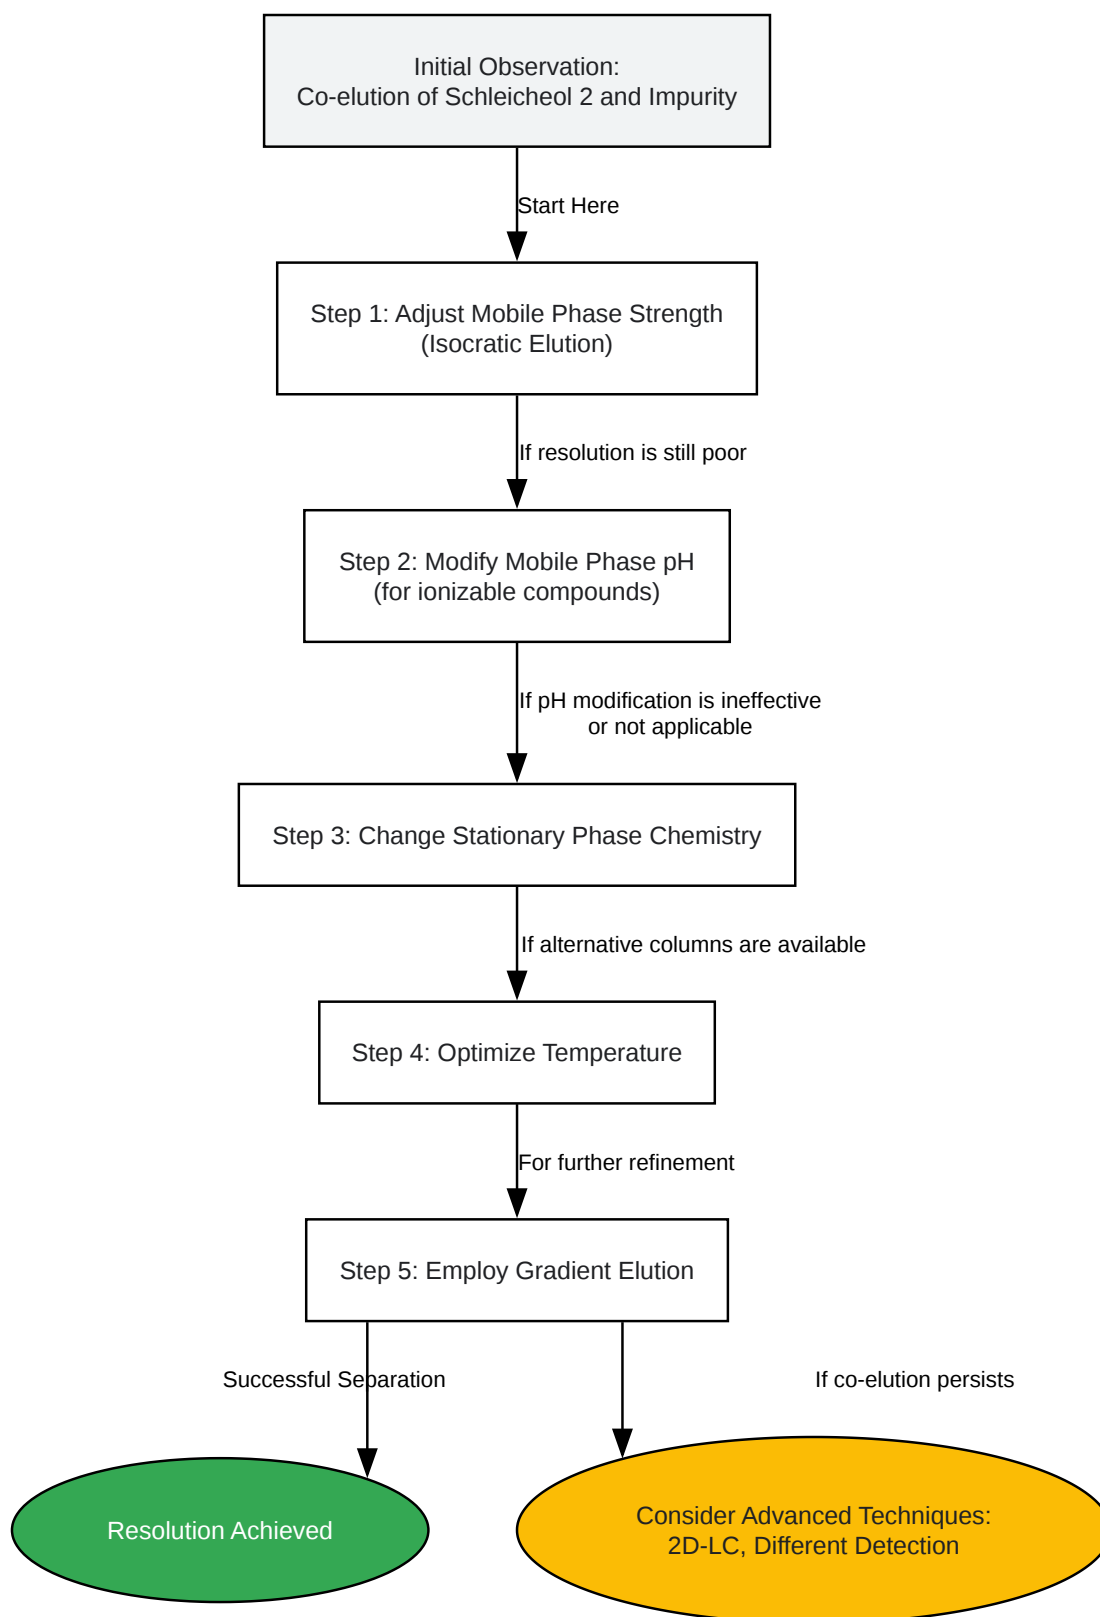 Initial Observation:
Co-elution of Schleicheol 2 and Impurity
Start Here
Step 1: Adjust Mobile Phase Strength
(Isocratic Elution)
If resolution is still poor
Step 2: Modify Mobile Phase pH
(for ionizable compounds)
If pH modification is ineffective
or not applicable
Step 3: Change Stationary Phase Chemistry
If alternative columns are available
Step 4: Optimize Temperature
For further refinement
Step 5: Employ Gradient Elution
Successful Separation
If co-elution persists
Resolution Achieved
Consider Advanced Techniques:
2D-LC, Different Detection